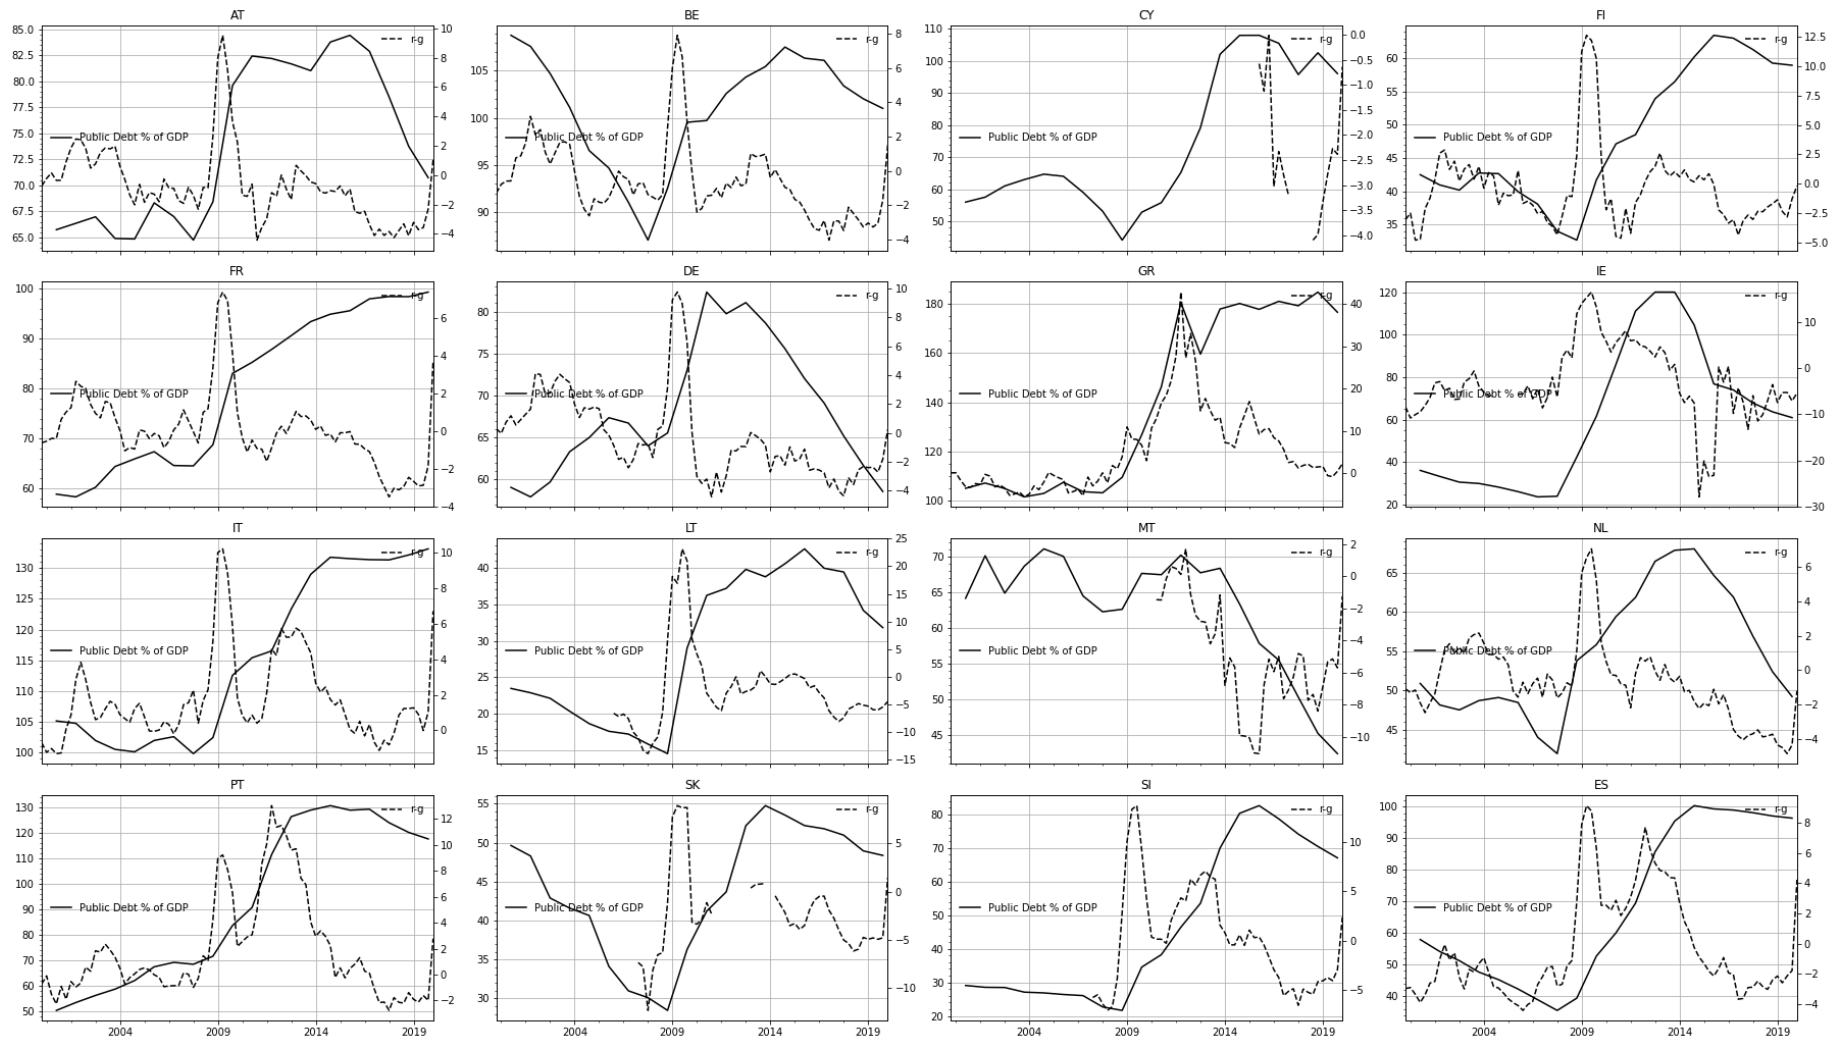 AT
BE
CY
FI
r-g
r-g
r-g
r-g
Public Debt % of GDP
Public Debt % of GDP
Public Debt % of GDP
Public Debt % of GDP
85.0 82.5 80.0 77.5 75.0 72.5 70.0 67.5 65.0
10 8 6 4 2 0 −2 −4
105 100 95 90
8 6 4 2 0 −2 −4
110 100 90 80 70 60 50
0.0 −0.5 −1.0 −1.5 −2.0 −2.5 −3.0 −3.5 −4.0
60 55 50 45 40 35
12.5 10.0 7.5 5.0 2.5 0.0 −2.5 −5.0
FR
DE
GR
IE
r-g
r-g
r-g
r-g
Public Debt % of GDP
Public Debt % of GDP
Public Debt % of GDP
Public Debt % of GDP
100 90 80 70 60
6 4 2 0 −2 −4
80 75 70 65 60
10 8 6 4 2 0 −2 −4
180 160 140 120 100
40 30 20 10 0
120 100 80 60 40 20
10 0 −10 −20 −30
IT
LT
MT
NL
r-g
r-g
r-g
r-g
Public Debt % of GDP
Public Debt % of GDP
Public Debt % of GDP
Public Debt % of GDP
130 125 120 115 110 105 100
10 8 6 4 2 0
40 35 30 25 20 15
25 20 15 10 5 0 −5 −10 −15
70 65 60 55 50 45
2 0 −2 −4 −6 −8 −10
65 60 55 50 45
6 4 2 0 −2 −4
PT
SK
SI
ES
r-g
r-g
r-g
r-g
Public Debt % of GDP
Public Debt % of GDP
Public Debt % of GDP
Public Debt % of GDP
130 120 110 100 90 80 70 60 50
12 10 8 6 4 2 0 −2
55 50 45 40 35 30
5 0 −5 −10
80 70 60 50 40 30 20
10 5 0 −5
100 90 80 70 60 50 40
8 6 4 2 0 −2 −4
2004 2009 2014 2019
2004 2009 2014 2019
2004 2009 2014 2019
2004 2009 2014 2019